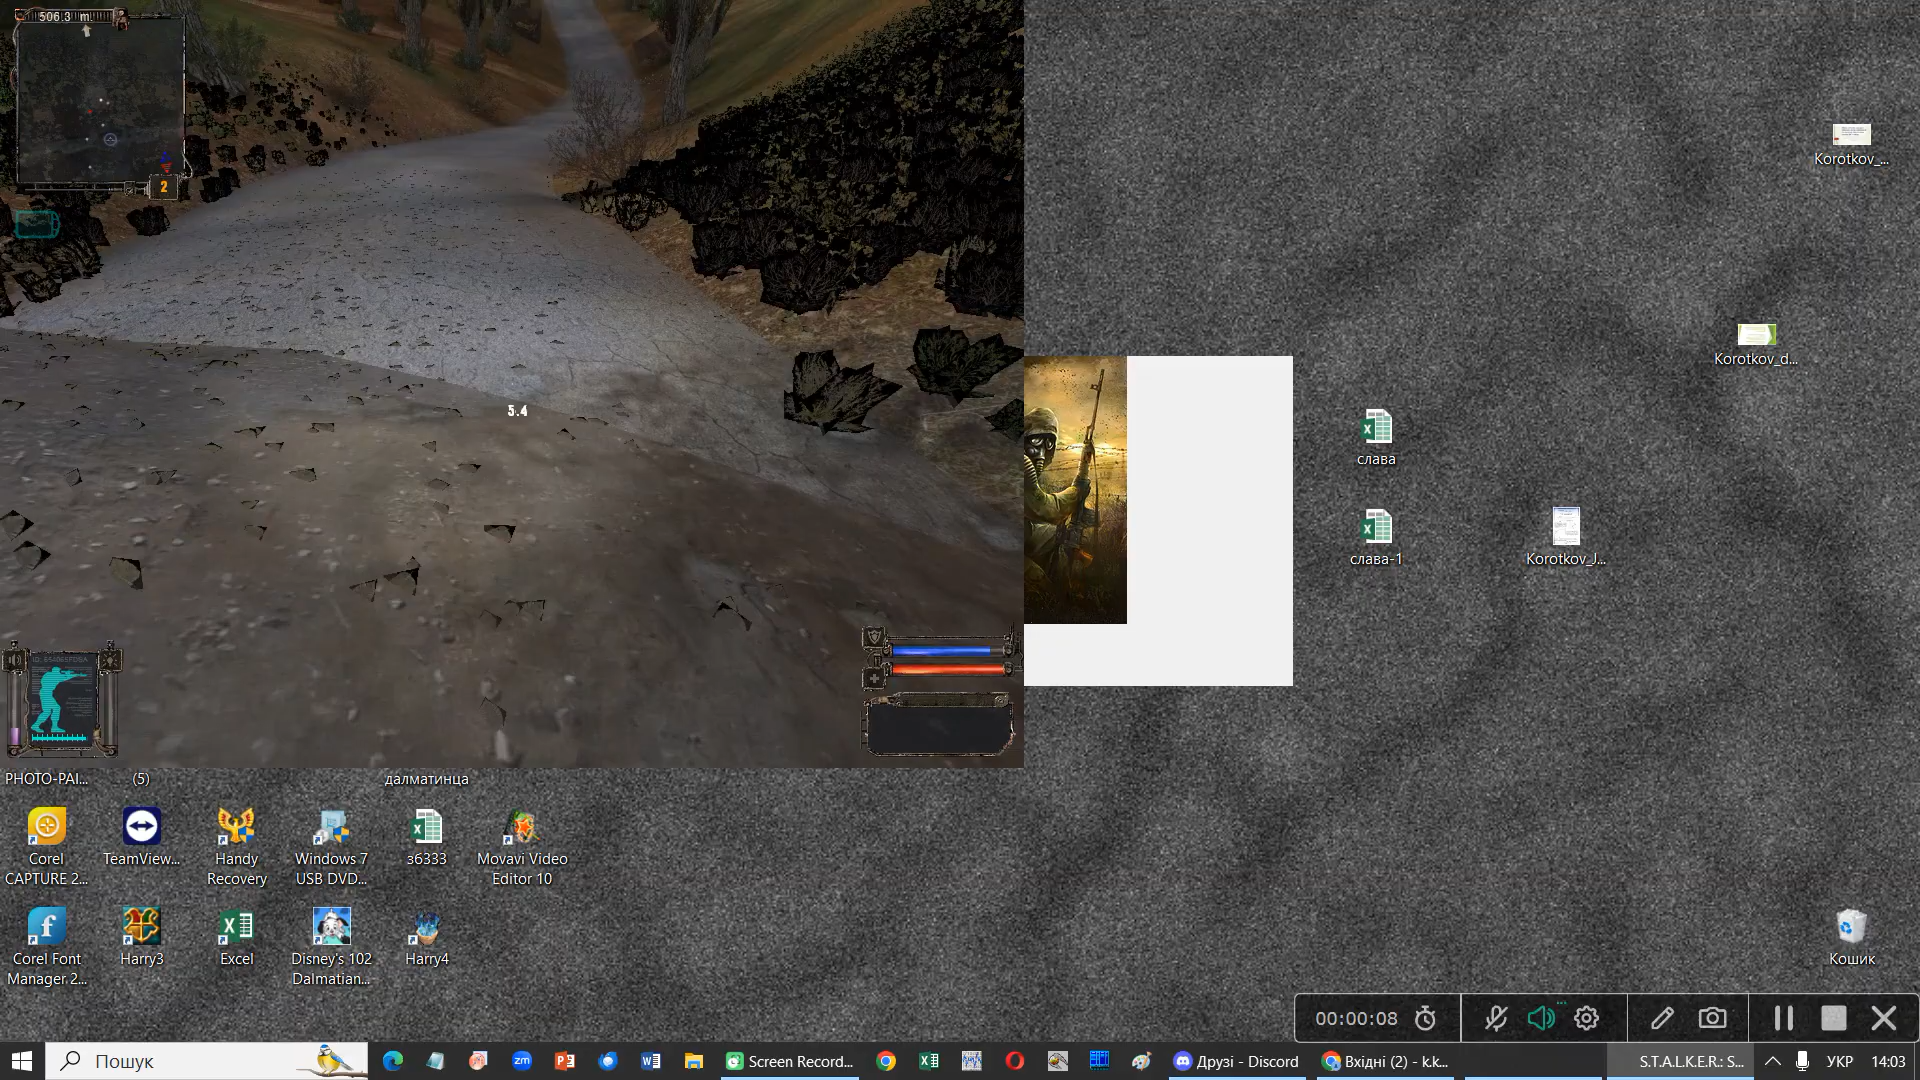 506.3 m
2
5.4
PHOTO-PAI...
(5)
далматинца
Corel
CAPTURE 2...
TeamView...
Handy
Recovery
Windows 7
USB DVD...
з6333
Movavi Video
Editor 10
Corel Font
Manager 2...
Harry3
Excel
Disney's 102
Dalmatian...
Harry4
Korotkov_...
Korotkov_d...
слава
слава-1
Korotkov_J...
Кошик
00:00:08
Пошук
zm
Screen Record...
Друзі - Discord
Вхідні (2) - k.k...
S.T.A.L.K.E.R.: S...
УКР
14:03